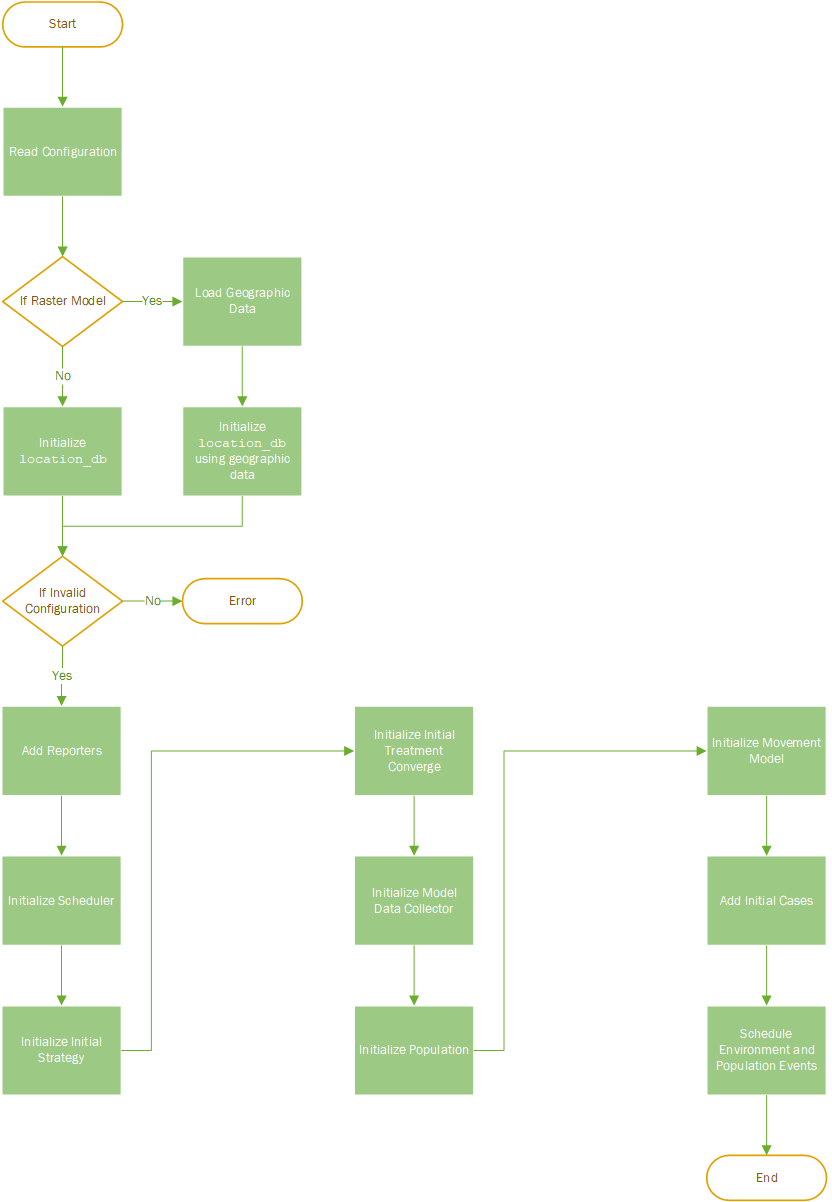 Start
Read Configuration
If Raster Model
Yes
Load Geographic
Data
No
Initialize
location_db
Initialize
location_db
using geographic
data
If Invalid
Configuration
No
Error
Yes
Add Reporters
Initialize Scheduler
Initialize Initial
Strategy
Initialize Initial
Treatment
Converge
Initialize Model
Data Collector
Initialize Population
Initialize Movement
Model
Add Initial Cases
Schedule
Environment and
Population Events
End